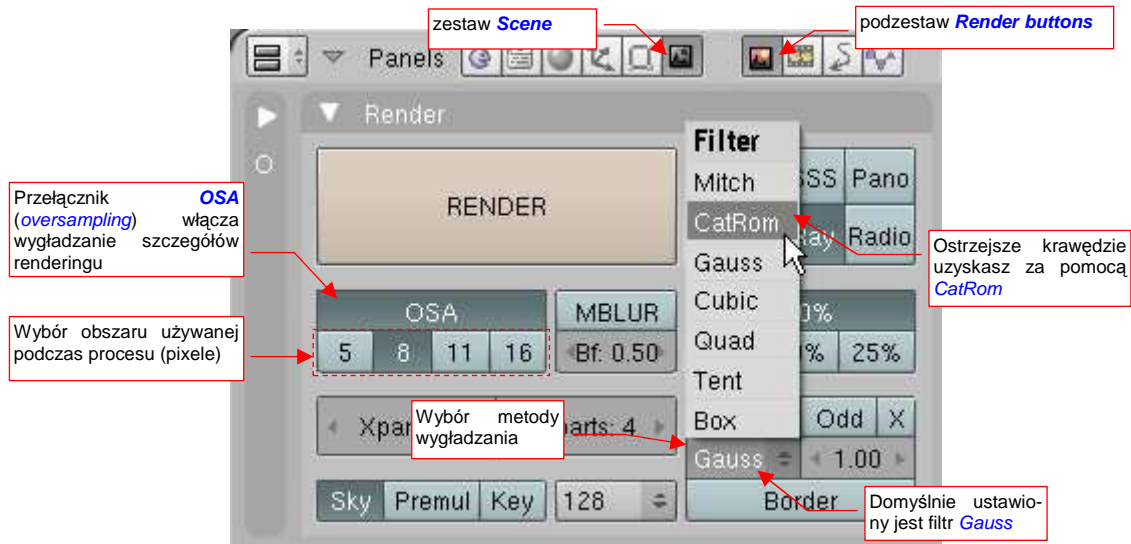 zestaw Scene
podzestaw Render buttons
Panels
Render
Filter
Mitch
CatRom
Gauss
Cubic
Quad
Tent
Box
RENDER
SSS Pano
Ray Radio
Przełącznik OSA
(oversampling) włącza
wygładzanie szczegółów
renderingu
Ostrzejsze krawędzie
uzyskasz za pomocą
CatRom
OSA
MBLUR
5 8 11 16
Bf: 0.50
25%
Wybór obszaru używanej
podczas procesu (pixele)
Wybór metody
wygładzania
Xpar
parts: 4
Odd X
Gauss
1.00
Sky Premul Key
128
Border
Domyślnie ustawio-
ny jest filtr Gauss